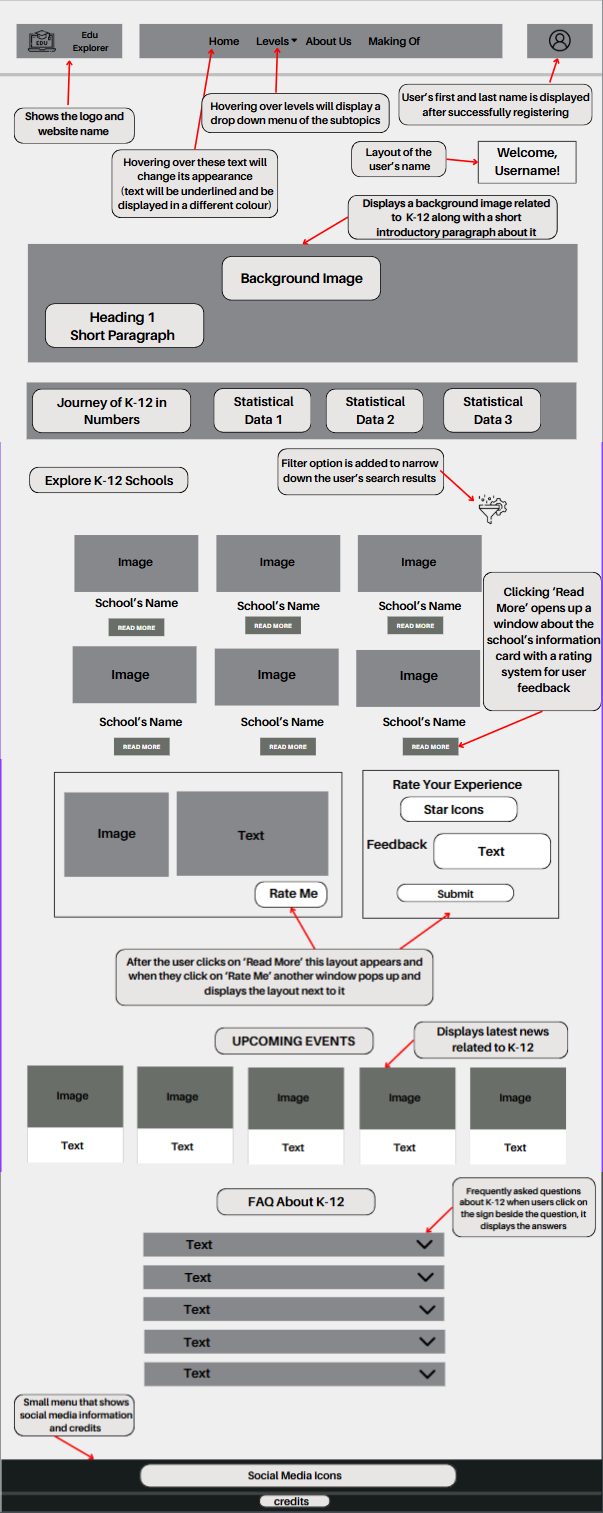 Edu
Explorer
EDU
Home
Levels
About Us
Making Of
Shows the logo and
website name
Hovering over levels will display a
drop down menu of the subtopics
User's first and last name is displayed
after successfully registering
Hovering over these text will
change its appearance
(text will be underlined and be
displayed in a different colour)
Layout of the
user's name
Welcome,
Username!
Displays a background image related
to K-12 along with a short
introductory paragraph about it
Background Image
Heading 1
Short Paragraph
Journey of K-12 in
Numbers
Statistical
Data 1
Statistical
Data 2
Statistical
Data 3
Explore K-12 Schools
Filter option is added to narrow
down the user's search results
Image
Image
Image
School's Name
School's Name
School's Name
READ MORE
READ MORE
READ MORE
Clicking 'Read
More' opens up a
window about the
school's information
card with a rating
system for user
feedback
Image
Image
Image
School's Name
School's Name
School's Name
READ MORE
READ MORE
READ MORE
Image
Text
Rate Me
Rate Your Experience
Star Icons
Feedback
Text
Submit
After the user clicks on 'Read More' this layout appears and
when they click on 'Rate Me' another window pops up and
displays the layout next to it
UPCOMING EVENTS
Displays latest news
related to K-12
Image
Image
Image
Image
Image
Text
Text
Text
Text
Text
FAQ About K-12
Frequently asked questions
about K-12 when users click on
the sign beside the question, it
displays the answers
Text
Text
Text
Text
Text
Small menu that shows
social media information
and credits
Social Media Icons
credits